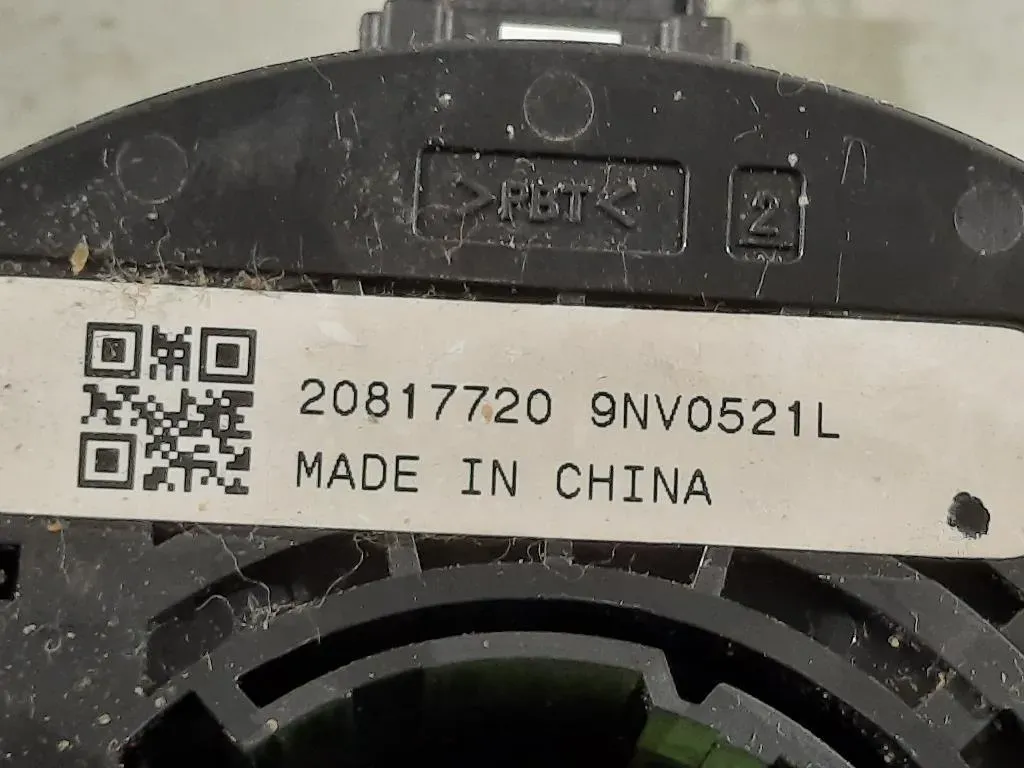 >PBT<
2
20817720 9NV0521L
MADE IN CHINA